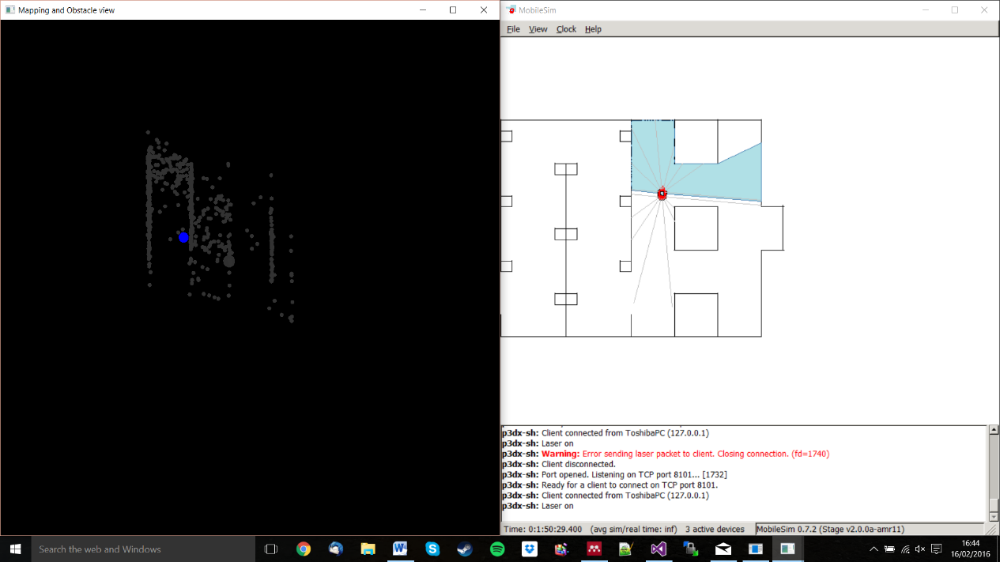 Mapping and Obstacle view
MobileSim
File View Clock Help
p3dx-sh: Client connected from ToshibaPC (127.0.0.1)
p3dx-sh: Laser on
p3dx-sh: Warning: Error sending laser packet to client. Closing connection. (fd=1740)
p3dx-sh: Client disconnected.
p3dx-sh: Port opened. Listening on TCP port 8101... [1732]
p3dx-sh: Ready for a client to connect on TCP port 8101.
p3dx-sh: Client connected from ToshibaPC (127.0.0.1)
p3dx-sh: Laser on
Time: 0:1:50:29.400 (avg sim/real time: inf) 3 active devices MobileSim 0.7.2 (Stage v2.0.0a-amr11)
Search the web and Windows
16:44
16/02/2016